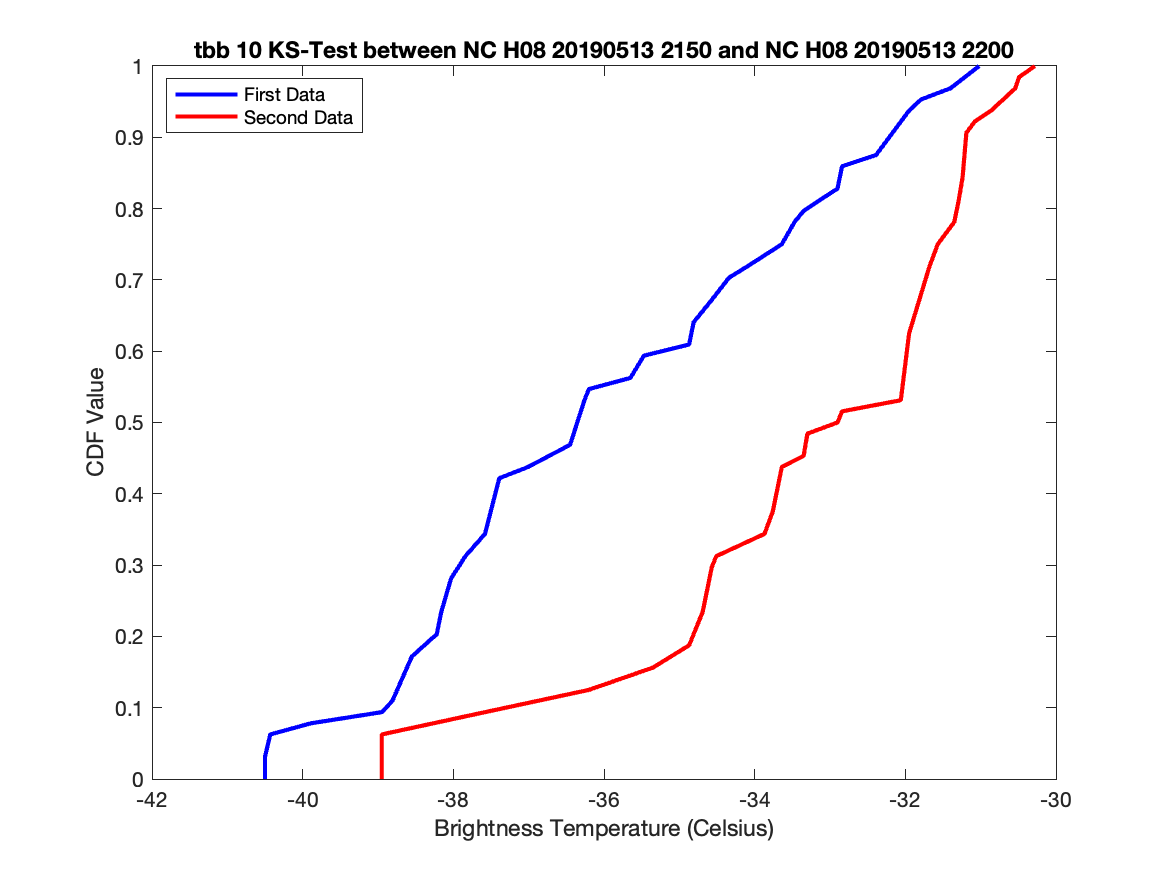 tbb 10 KS-Test between NC H08 20190513 2150 and NC H08 20190513 2200
First Data
Second Data
1
0.9
0.8
0.7
0.6
0.5
0.4
0.3
0.2
0.1
0
CDF Value
-42 -40 -38 -36 -34 -32 -30
Brightness Temperature (Celsius)